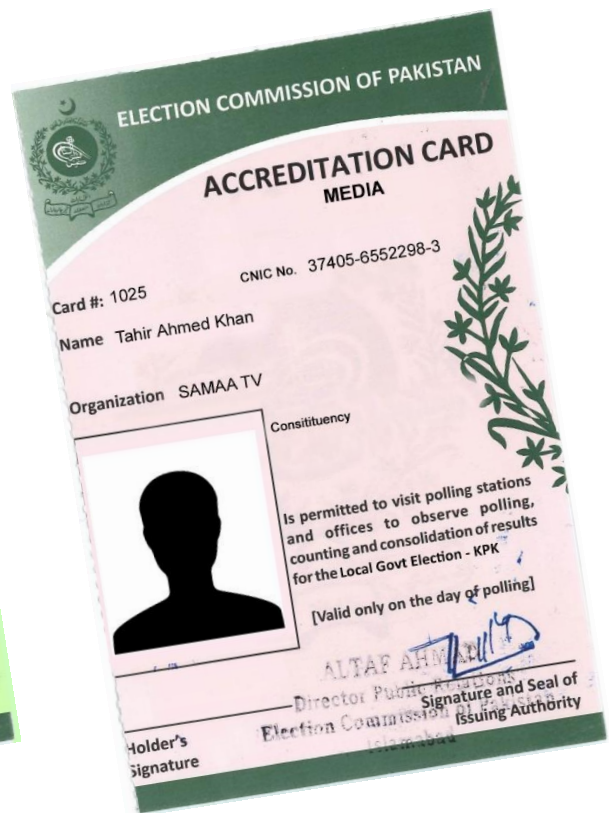 ELECTION COMMISSION OF PAKISTAN
ACCREDITATION CARD
MEDIA
CNIC No. 37405-6552298-3
Card #: 1025
Name Tahir Ahmed Khan
Organization SAMAA TV
Consitituency
Is permitted to visit polling stations
and offices to observe polling,
counting and consolidation of results
for the Local Govt Election - KPK
[Valid only on the day of polling]
ALTAF AHMAD
Director Public Relations
Election Commission of Pakistan
Islamabad
Signature and Seal of
Issuing Authority
Holder's
Signature